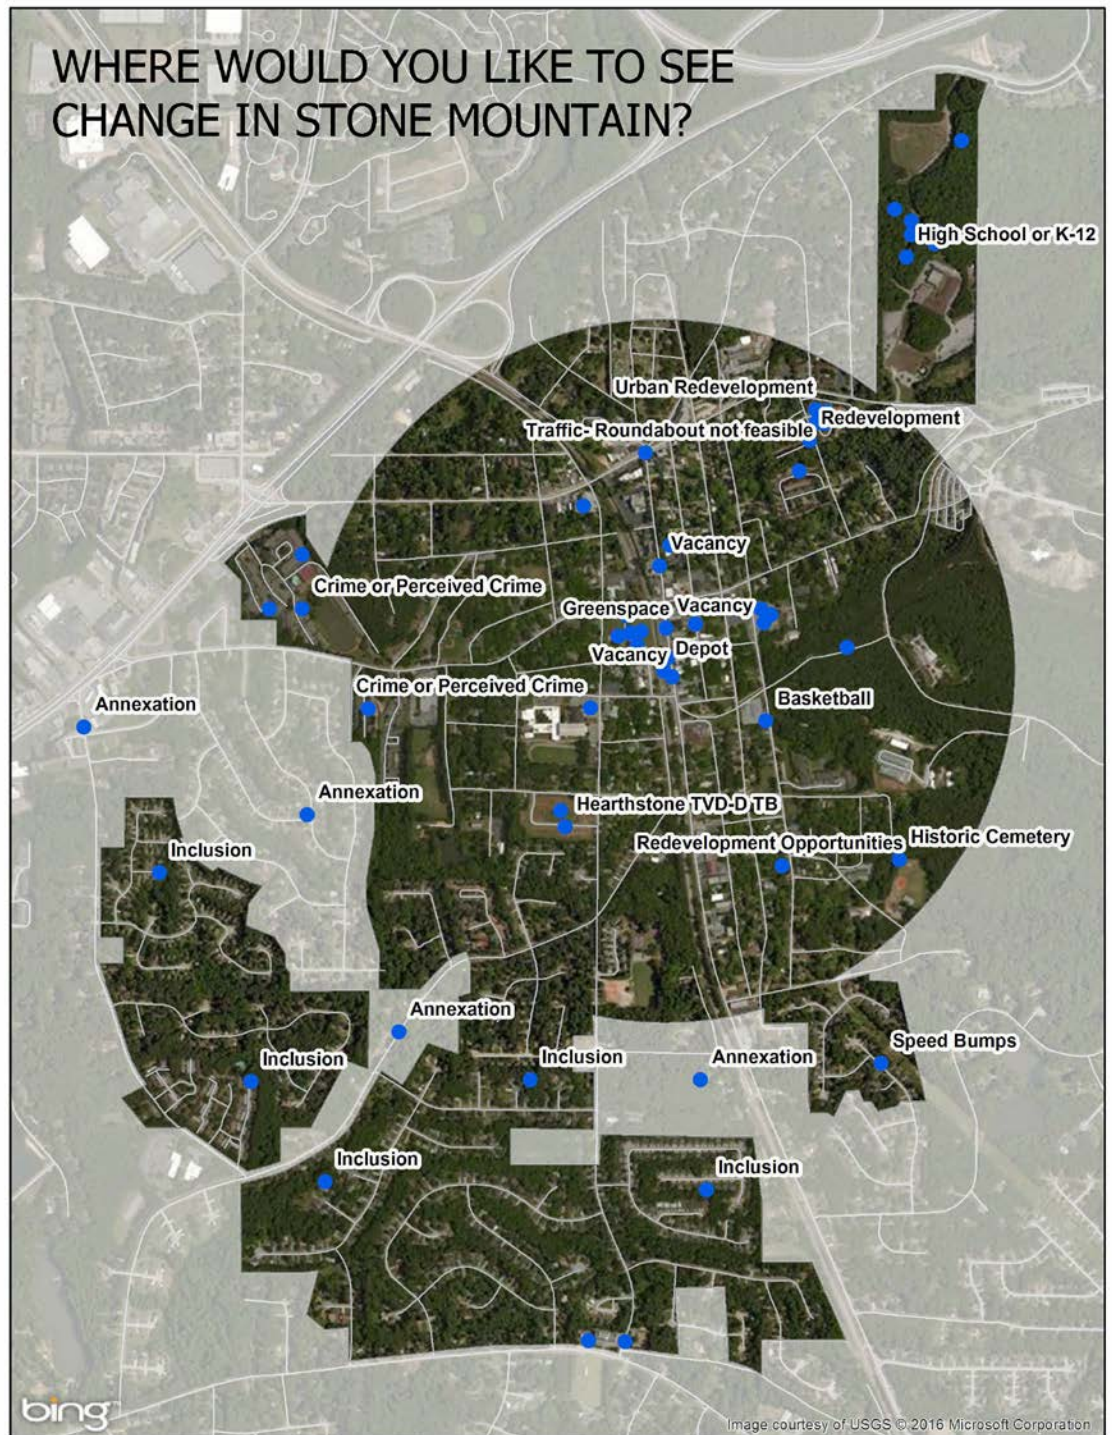 WHERE WOULD YOU LIKE TO SEE
CHANGE IN STONE MOUNTAIN?
High School or K-12
Urban Redevelopment
Redevelopment
Traffic- Roundabout not feasible
Vacancy
Crime or Perceived Crime
Greenspace
Vacancy
Vacancy
Depot
Crime or Perceived Crime
Basketball
Annexation
Annexation
Hearthstone TVD-D TB
Redevelopment Opportunities
Historic Cemetery
Inclusion
Annexation
Speed Bumps
Inclusion
Inclusion
Annexation
Inclusion
Inclusion
bing
Image courtesy of USGS © 2016 Microsoft Corporation